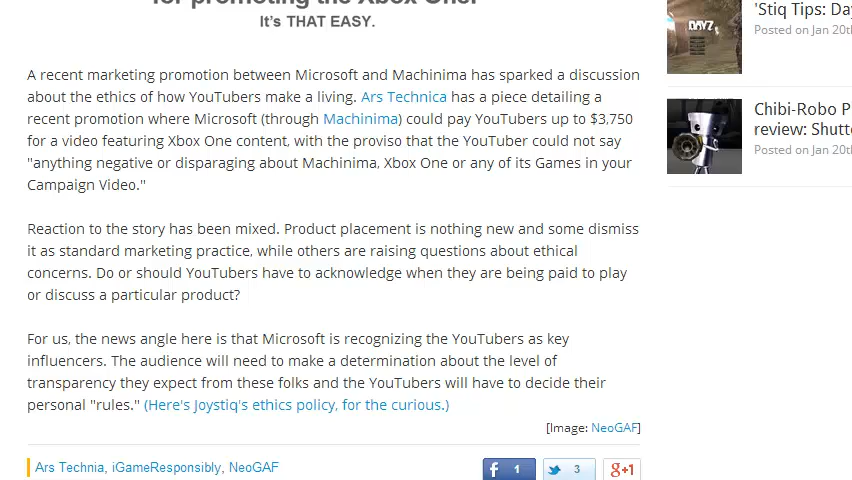 for promoting the Xbox One!
It's THAT EASY.
A recent marketing promotion between Microsoft and Machinima has sparked a discussion
about the ethics of how YouTubers make a living. Ars Technica has a piece detailing a
recent promotion where Microsoft (through Machinima) could pay YouTubers up to $3,750
for a video featuring Xbox One content, with the proviso that the YouTuber could not say
"anything negative or disparaging about Machinima, Xbox One or any of its Games in your
Campaign Video."
Reaction to the story has been mixed. Product placement is nothing new and some dismiss
it as standard marketing practice, while others are raising questions about ethical
concerns. Do or should YouTubers have to acknowledge when they are being paid to play
or discuss a particular product?
For us, the news angle here is that Microsoft is recognizing the YouTubers as key
influencers. The audience will need to make a determination about the level of
transparency they expect from these folks and the YouTubers will have to decide their
personal "rules." (Here's Joystiq's ethics policy, for the curious.)
[Image: NeoGAF]
Ars Technia, iGameResponsibly, NeoGAF
f 1
3
g+1
DAYZ
'Stiq Tips: Day
Posted on Jan 20th
Chibi-Robo P
review: Shutte
Posted on Jan 20th